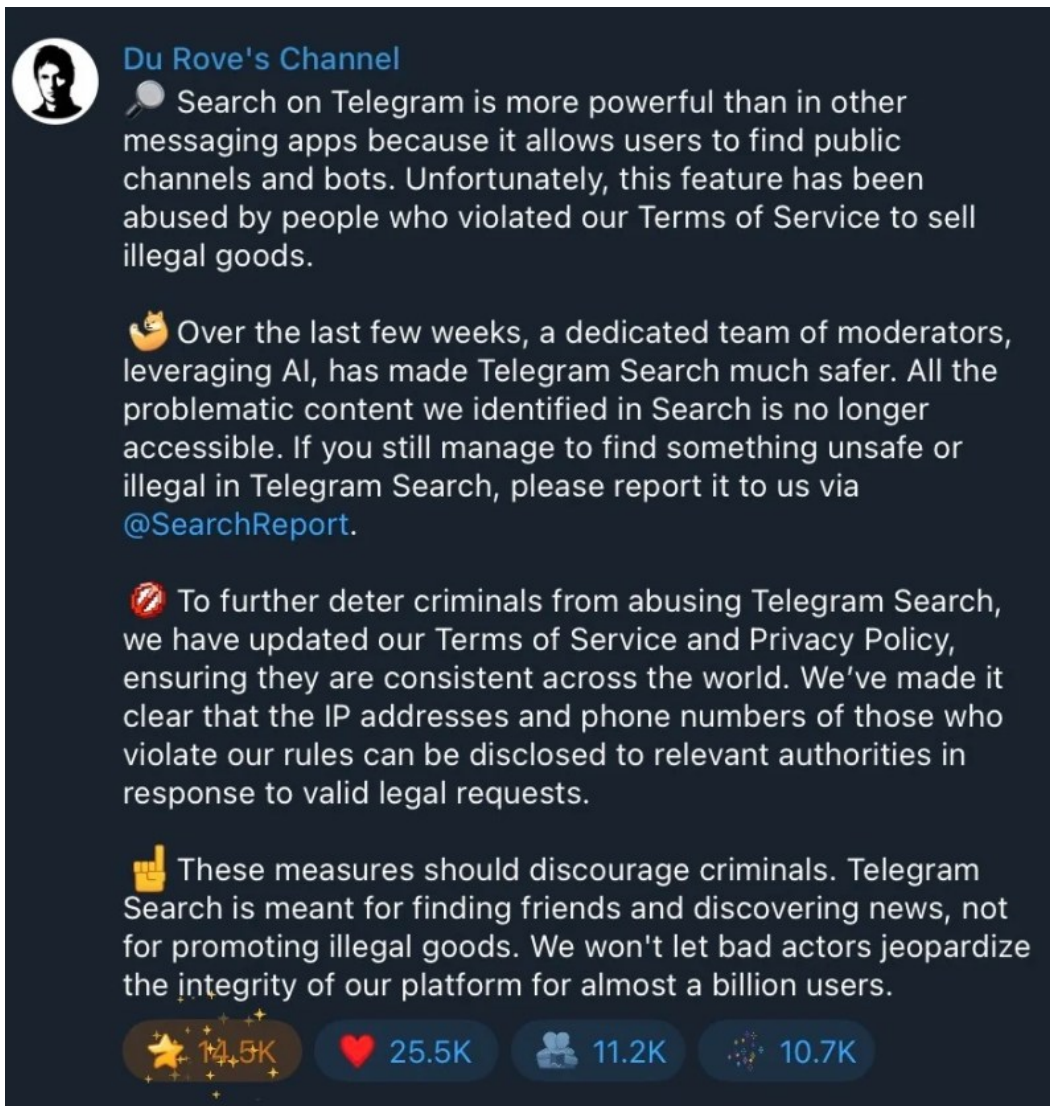 Du Rove's Channel
Search on Telegram is more powerful than in other
messaging apps because it allows users to find public
channels and bots. Unfortunately, this feature has been
abused by people who violated our Terms of Service to sell
illegal goods.
Over the last few weeks, a dedicated team of moderators,
leveraging AI, has made Telegram Search much safer. All the
problematic content we identified in Search is no longer
accessible. If you still manage to find something unsafe or
illegal in Telegram Search, please report it to us via
@SearchReport.
To further deter criminals from abusing Telegram Search,
we have updated our Terms of Service and Privacy Policy,
ensuring they are consistent across the world. We’ve made it
clear that the IP addresses and phone numbers of those who
violate our rules can be disclosed to relevant authorities in
response to valid legal requests.
These measures should discourage criminals. Telegram
Search is meant for finding friends and discovering news, not
for promoting illegal goods. We won't let bad actors jeopardize
the integrity of our platform for almost a billion users.
14.5K 25.5K 11.2K 10.7K